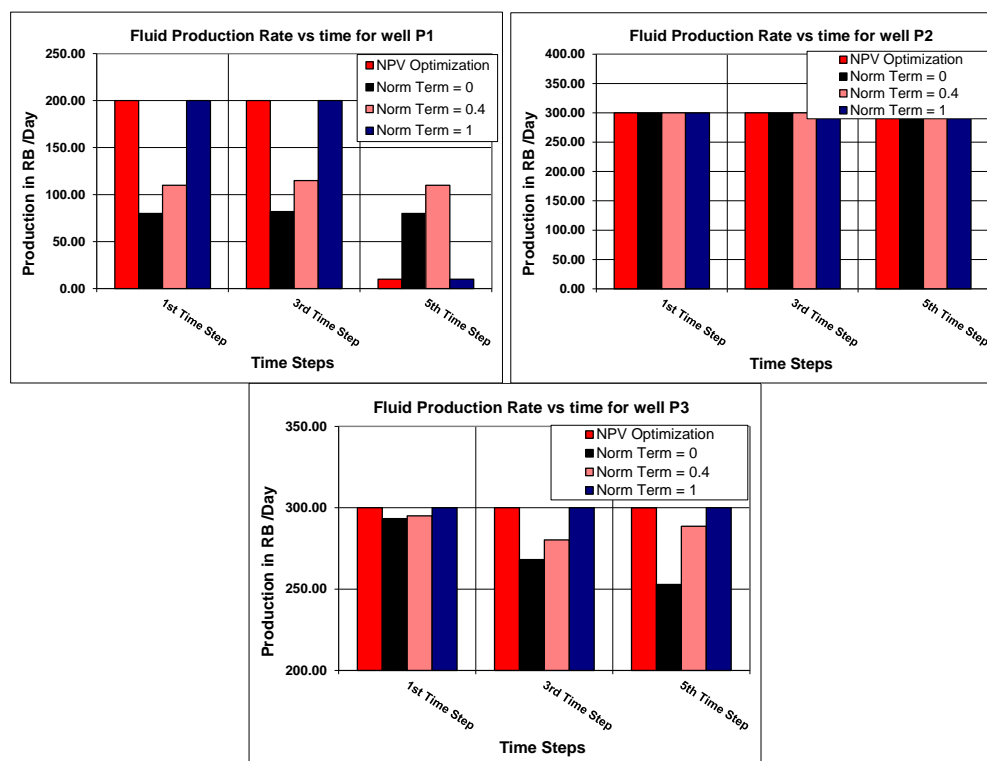 Fluid Production Rate vs time for well P1
250.00
200.00
150.00
100.00
50.00
0.00
Production in RB /Day
NPV Optimization
Norm Term = 0
Norm Term = 0.4
Norm Term = 1
1st Time Step
3rd Time Step
5th Time Step
Time Steps
Fluid Production Rate vs time for well P2
400.00
350.00
300.00
250.00
200.00
150.00
100.00
50.00
0.00
Production in RB /Day
NPV Optimization
Norm Term = 0
Norm Term = 0.4
Norm Term = 1
1st Time Step
3rd Time Step
5th Time Step
Time Steps
Fluid Production Rate vs time for well P3
350.00
300.00
250.00
200.00
Production in RB /Day
NPV Optimization
Norm Term = 0
Norm Term = 0.4
Norm Term = 1
1st Time Step
3rd Time Step
5th Time Step
Time Steps